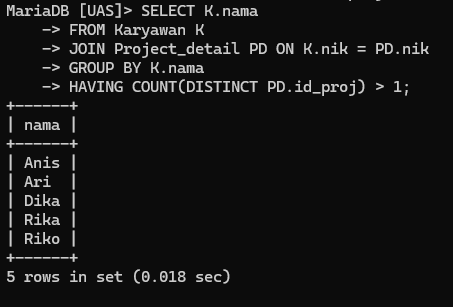 MariaDB [UAS]> SELECT K.nama
    -> FROM Karyawan K
    -> JOIN Project_detail PD ON K.nik = PD.nik
    -> GROUP BY K.nama
    -> HAVING COUNT(DISTINCT PD.id_proj) > 1;
+------+
| nama |
+------+
| Anis |
| Ari  |
| Dika |
| Rika |
| Riko |
+------+
5 rows in set (0.018 sec)